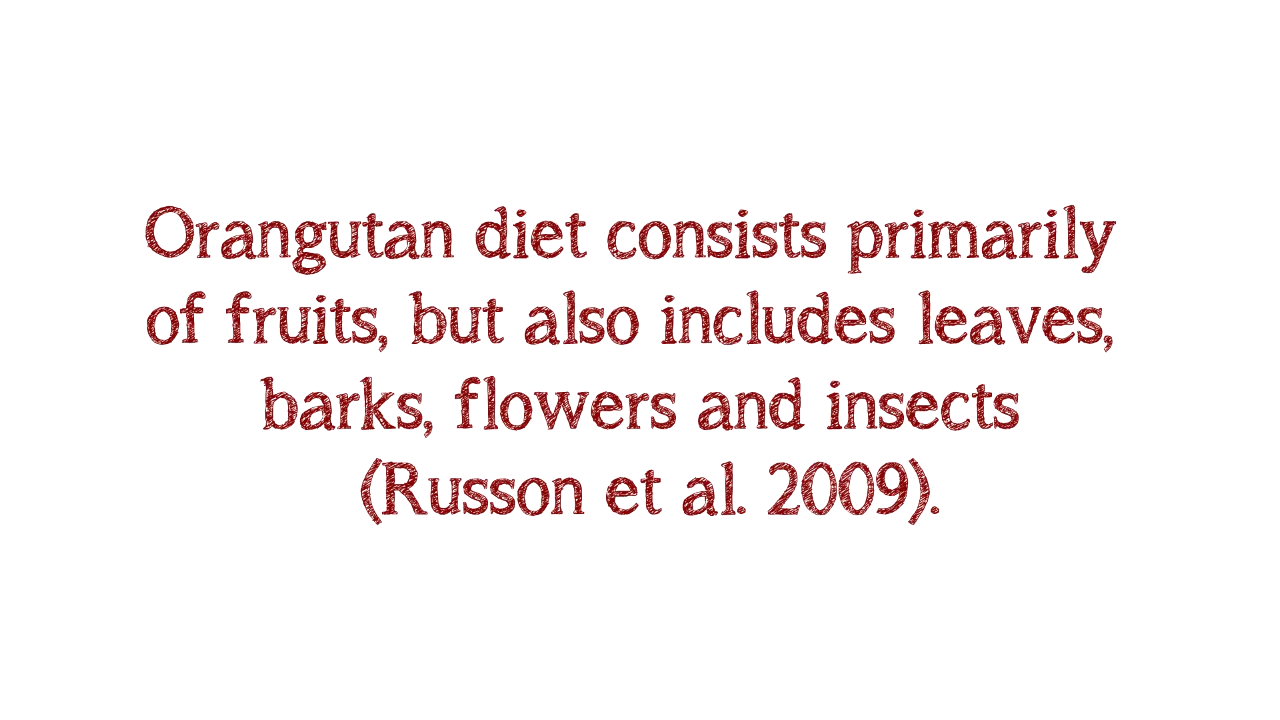 Orangutan diet consists primarily
of fruits, but also includes leaves,
barks, flowers and insects
(Russon et al. 2009).